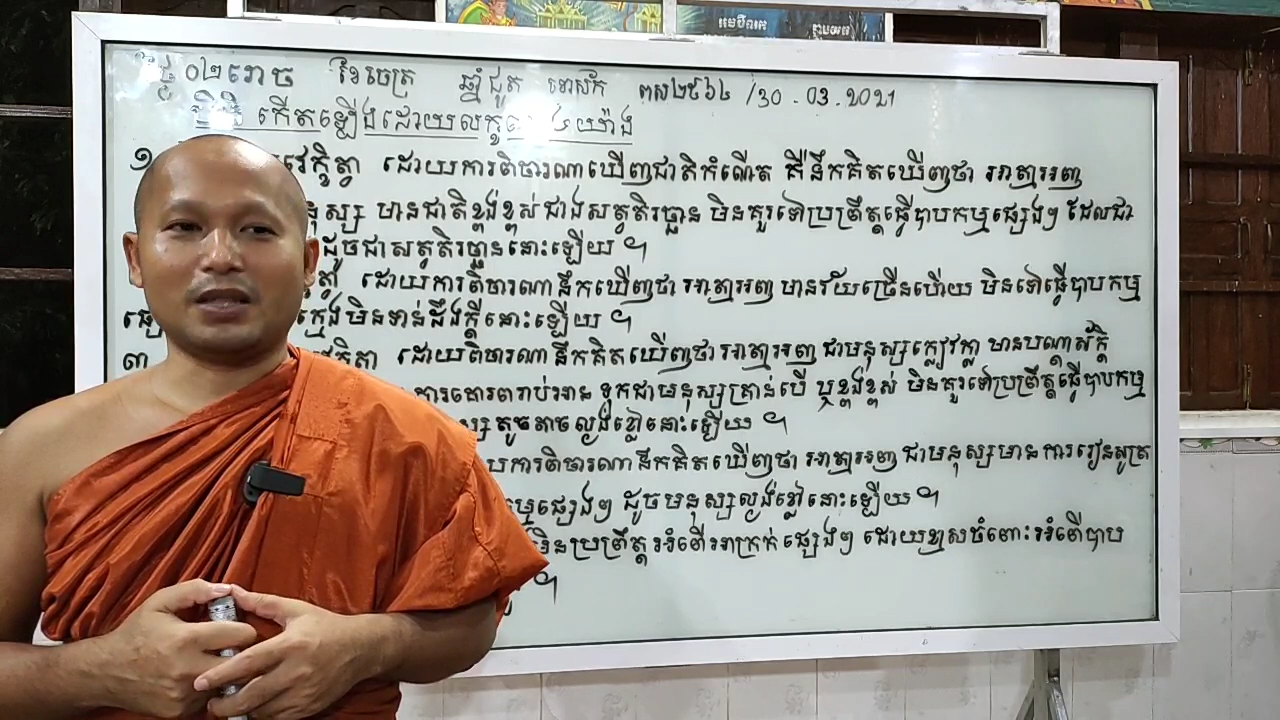 ថ្ងៃ ០២ រោច ខែចេត្រ ឆ្នាំជូត ទោស័ក ពស២៥៦៤ /30 . 03 . 2021
ហិរិ កើតឡើងដោយលក្ខណៈ ៤ យ៉ាង
១ ដោយការពិចារណាឃើញជាតិកំណើត គឺនឹកគិតឃើញថា អាត្មាអញ
មនុស្ស មានជាតិខ្ពង់ខ្ពស់ជាងសត្វតិរច្ឆាន មិនគួរទៅប្រព្រឹត្តធ្វើបាបកម្មផ្សេងៗ ដែលជា
ដូចជាសត្វតិរច្ឆាននោះឡើយ ។
ដោយការពិចារណានឹកឃើញថា អាត្មាអញ មានវ័យច្រើនហើយ មិនទៅធ្វើបាបកម្ម
ក្មេងមិនទាន់ដឹងក្តីនោះឡើយ ។
៣ ដោយពិចារណានឹកគិតឃើញថា អាត្មាអញ ជាមនុស្សក្លៀវក្លា មានបណ្តាស័ក្តិ
ការគោរពរាប់អាន ទុកជាមនុស្សគ្រាន់បើ ឬខ្ពង់ខ្ពស់ មិនគួរទៅប្រព្រឹត្តធ្វើបាបកម្ម
តូចតាចល្ងង់ខ្លៅនោះឡើយ ។
ការពិចារណានឹកគិតឃើញថា អាត្មាអញ ជាមនុស្សមានការរៀនសូត្រ
ផ្សេងៗ ដូចមនុស្សល្ងង់ខ្លៅនោះឡើយ ។
មិនប្រព្រឹត្ត អំពើអាក្រក់ផ្សេងៗ ដោយខ្មាសចំពោះអំពើបាប
។